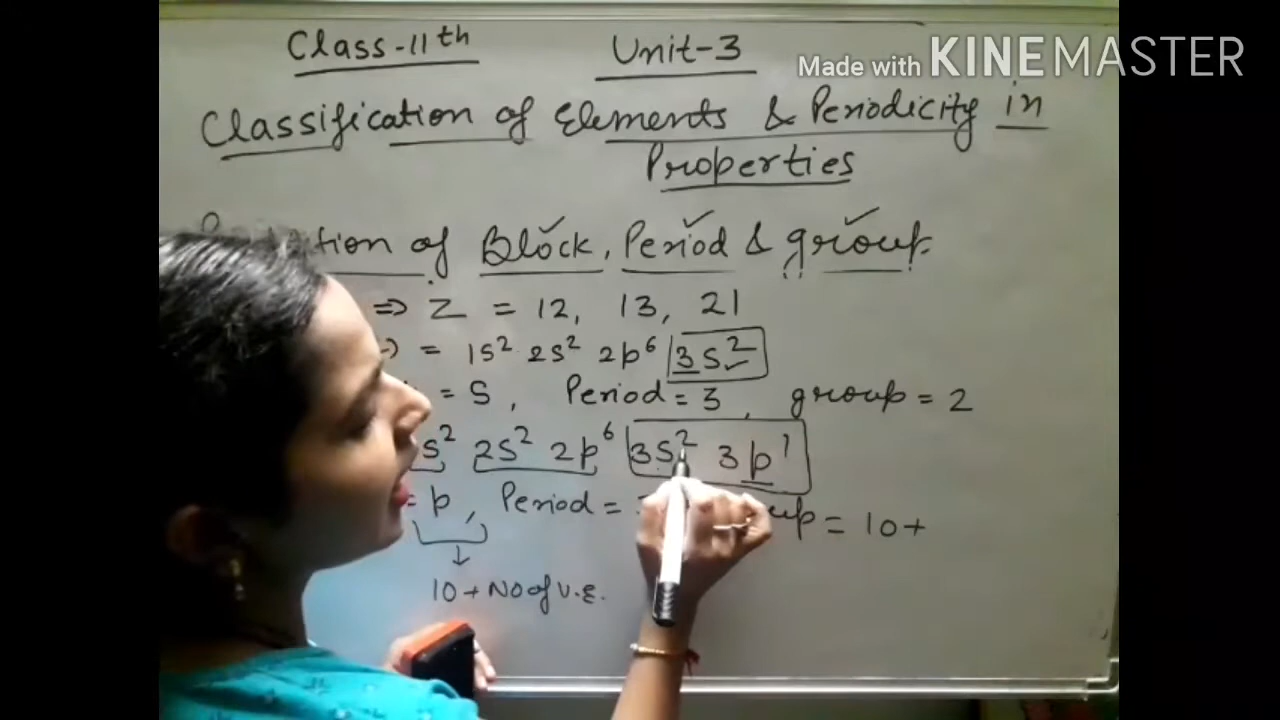 Class-11th Unit-3
Made with KINEMASTER
Classification of Elements & Periodicity in
Properties
of Block, Period & group.
=> Z = 12, 13, 21
= 1s² 2s² 2p⁶ 3s²
= S, Period = 3, group = 2
s² 2s² 2p⁶ 3s² 3p¹
= p, Period = = 10+
↓
10+ No of v.e.